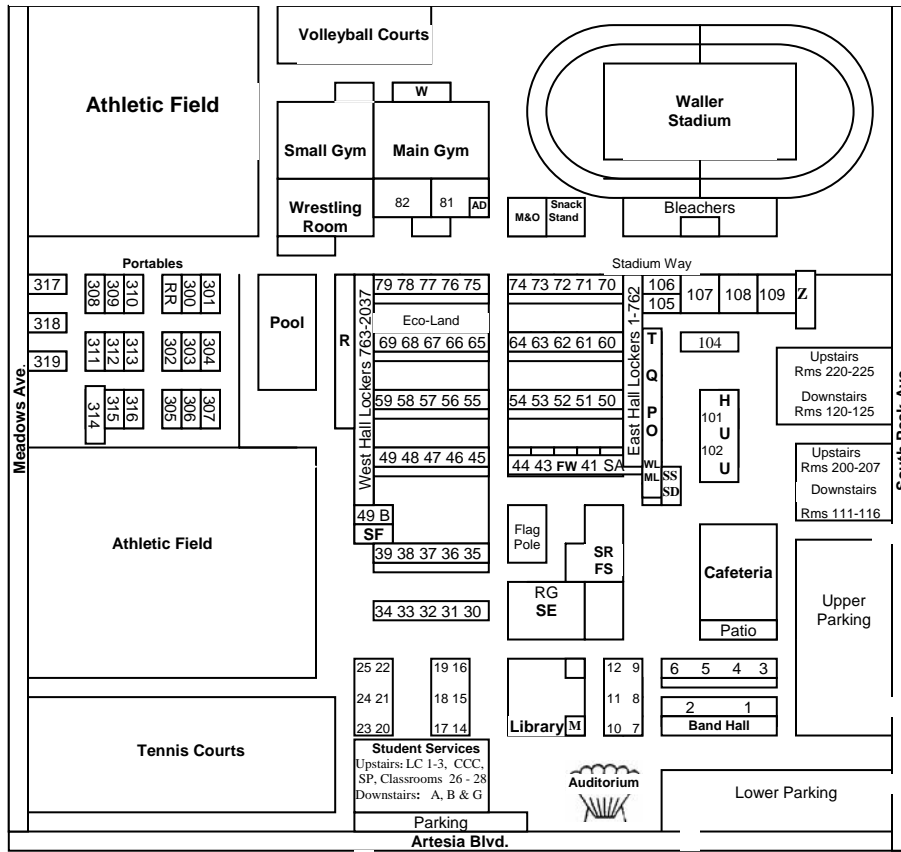 Volleyball Courts
Athletic Field
W
Waller
Stadium
Small Gym
Main Gym
Wrestling
Room
82
81
AD
M&O
Snack
Stand
Bleachers
Portables
Stadium Way
317
318
319
308
309
310
RR
300
301
311
312
313
302
303
304
314
315
316
305
306
307
Pool
R
West Hall Lockers 763-2037
79 78 77 76 75
Eco-Land
69 68 67 66 65
59 58 57 56 55
49 48 47 46 45
49 B
SF
39 38 37 36 35
34 33 32 31 30
74 73 72 71 70
64 63 62 61 60
54 53 52 51 50
44 43 FW 41 SA
East Hall Lockers 1-762
106
105
107
108
109
Z
T
Q
P
O
WL
ML
SS
SD
104
H
101
U
102
U
Upstairs
Rms 220-225
Downstairs
Rms 120-125
Upstairs
Rms 200-207
Downstairs
Rms 111-116
Meadows Ave.
Athletic Field
Flag
Pole
SR
FS
RG
SE
Cafeteria
Patio
Upper
Parking
25 22
24 21
23 20
19 16
18 15
17 14
Library
M
12 9
11 8
10 7
6 5 4 3
2 1
Band Hall
Tennis Courts
Student Services
Upstairs: LC 1-3, CCC,
SP, Classrooms 26 - 28
Downstairs: A, B & G
Parking
Auditorium
Lower Parking
Artesia Blvd.